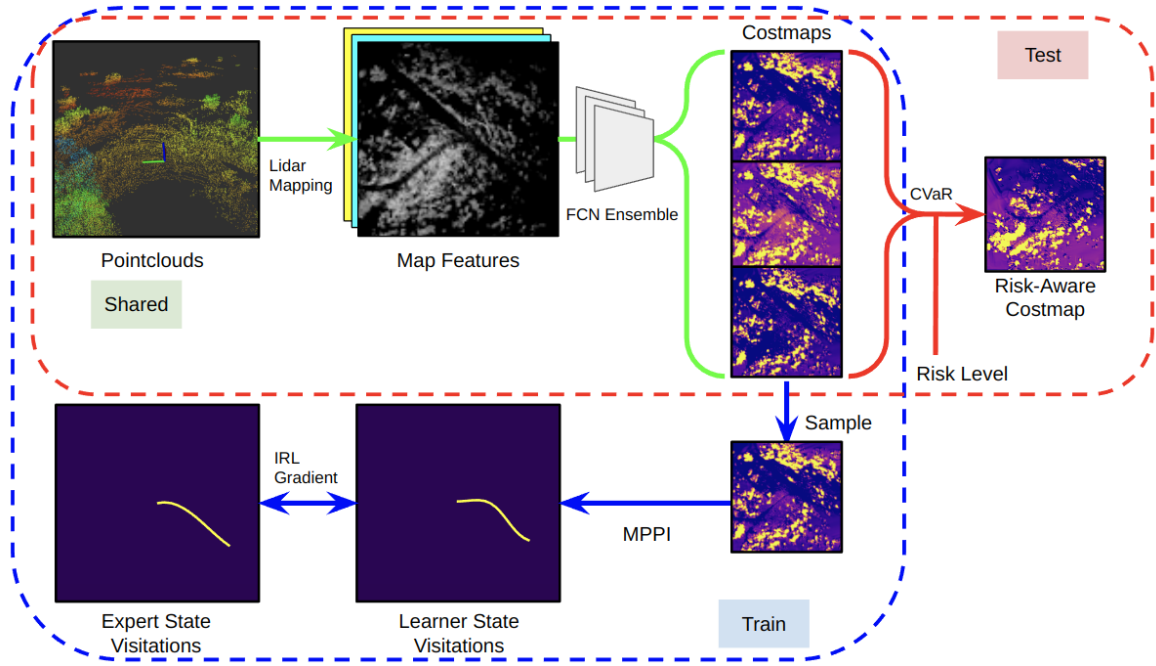 Costmaps
Test
Lidar
Mapping
CVaR
FCN Ensemble
Pointclouds
Map Features
Shared
Risk-Aware
Costmap
Risk Level
Sample
IRL
Gradient
MPPI
Expert State
Visitations
Learner State
Visitations
Train